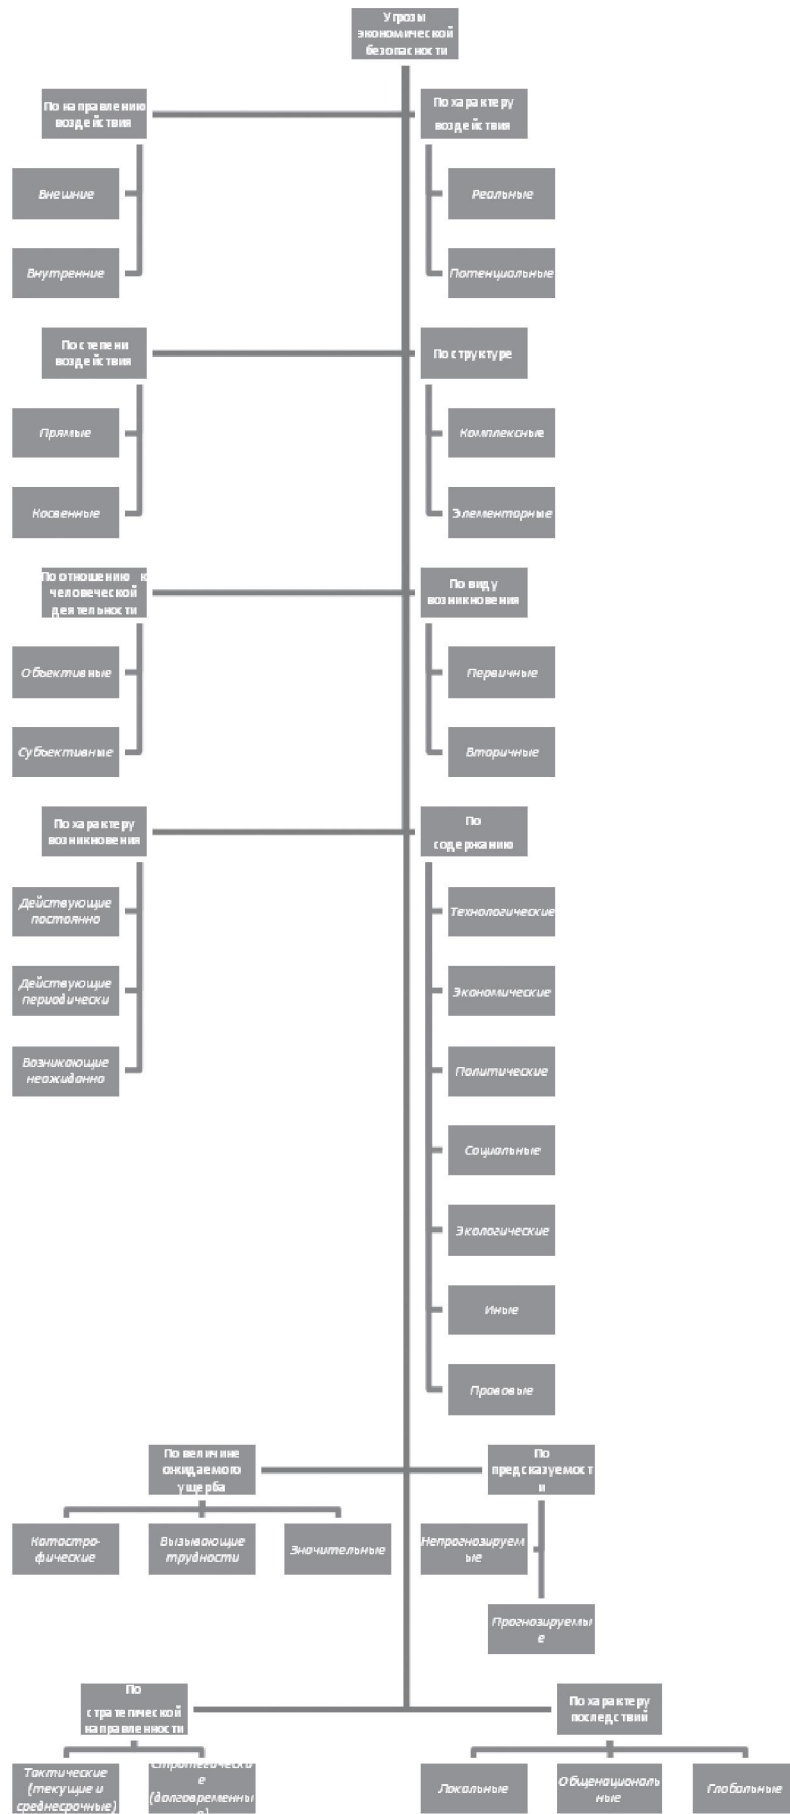 Угрозы
экономической
безопасности
По направлению
воздействия
По характеру
воздействия
Внешние
Реальные
Внутренние
Потенциальные
По степени
воздействия
По структуре
Прямые
Комплексные
Косвенные
Элементарные
По отношению к
человеческой
деятельности
По виду
возникновения
Объективные
Первичные
Субъективные
Вторичные
По характеру
возникновения
По
содержанию
Действующие
постоянно
Технологические
Действующие
периодически
Экономические
Возникающие
неожиданно
Политические
Социальные
Экологические
Иные
Правовые
По величине
ожидаемого
ущерба
По
предсказуемост
и
Катастро-
фические
Вызывающие
трудности
Значительные
Непрогнозируем
ые
Прогнозируемы
е
По
стратегической
направленности
По характеру
последствий
Тактические
(текущие и
среднесрочные)
Стратегически
е
(долговременны
е)
Локальные
Общенациональ
ные
Глобальные